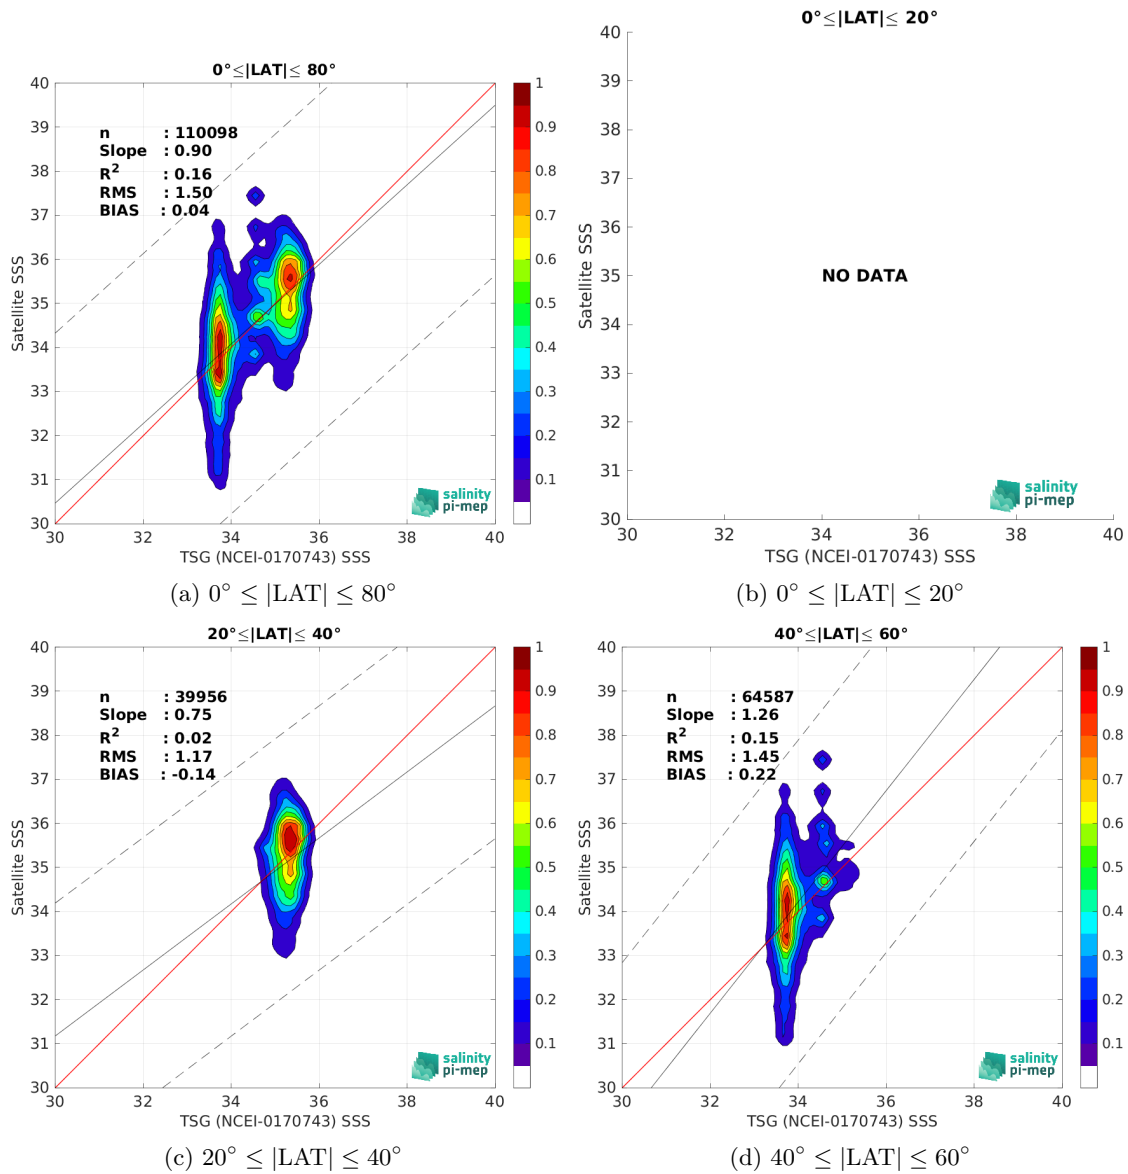 0°≤|LAT|≤ 80°
n : 110098
Slope : 0.90
R² : 0.16
RMS : 1.50
BIAS : 0.04
40
39
38
37
36
35
34
33
32
31
30
30 32 34 36 38 40
1
0.9
0.8
0.7
0.6
0.5
0.4
0.3
0.2
0.1
Satellite SSS
TSG (NCEI-0170743) SSS
salinity
pi-mep
(a) 0° ≤ |LAT| ≤ 80°
0°≤|LAT|≤ 20°
40
39
38
37
36
35
34
33
32
31
30
30 32 34 36 38 40
Satellite SSS
NO DATA
TSG (NCEI-0170743) SSS
salinity
pi-mep
(b) 0° ≤ |LAT| ≤ 20°
20°≤|LAT|≤ 40°
n : 39956
Slope : 0.75
R² : 0.02
RMS : 1.17
BIAS : -0.14
40
39
38
37
36
35
34
33
32
31
30
30 32 34 36 38 40
1
0.9
0.8
0.7
0.6
0.5
0.4
0.3
0.2
0.1
Satellite SSS
TSG (NCEI-0170743) SSS
salinity
pi-mep
(c) 20° ≤ |LAT| ≤ 40°
40°≤|LAT|≤ 60°
n : 64587
Slope : 1.26
R² : 0.15
RMS : 1.45
BIAS : 0.22
40
39
38
37
36
35
34
33
32
31
30
30 32 34 36 38 40
1
0.9
0.8
0.7
0.6
0.5
0.4
0.3
0.2
0.1
Satellite SSS
TSG (NCEI-0170743) SSS
salinity
pi-mep
(d) 40° ≤ |LAT| ≤ 60°